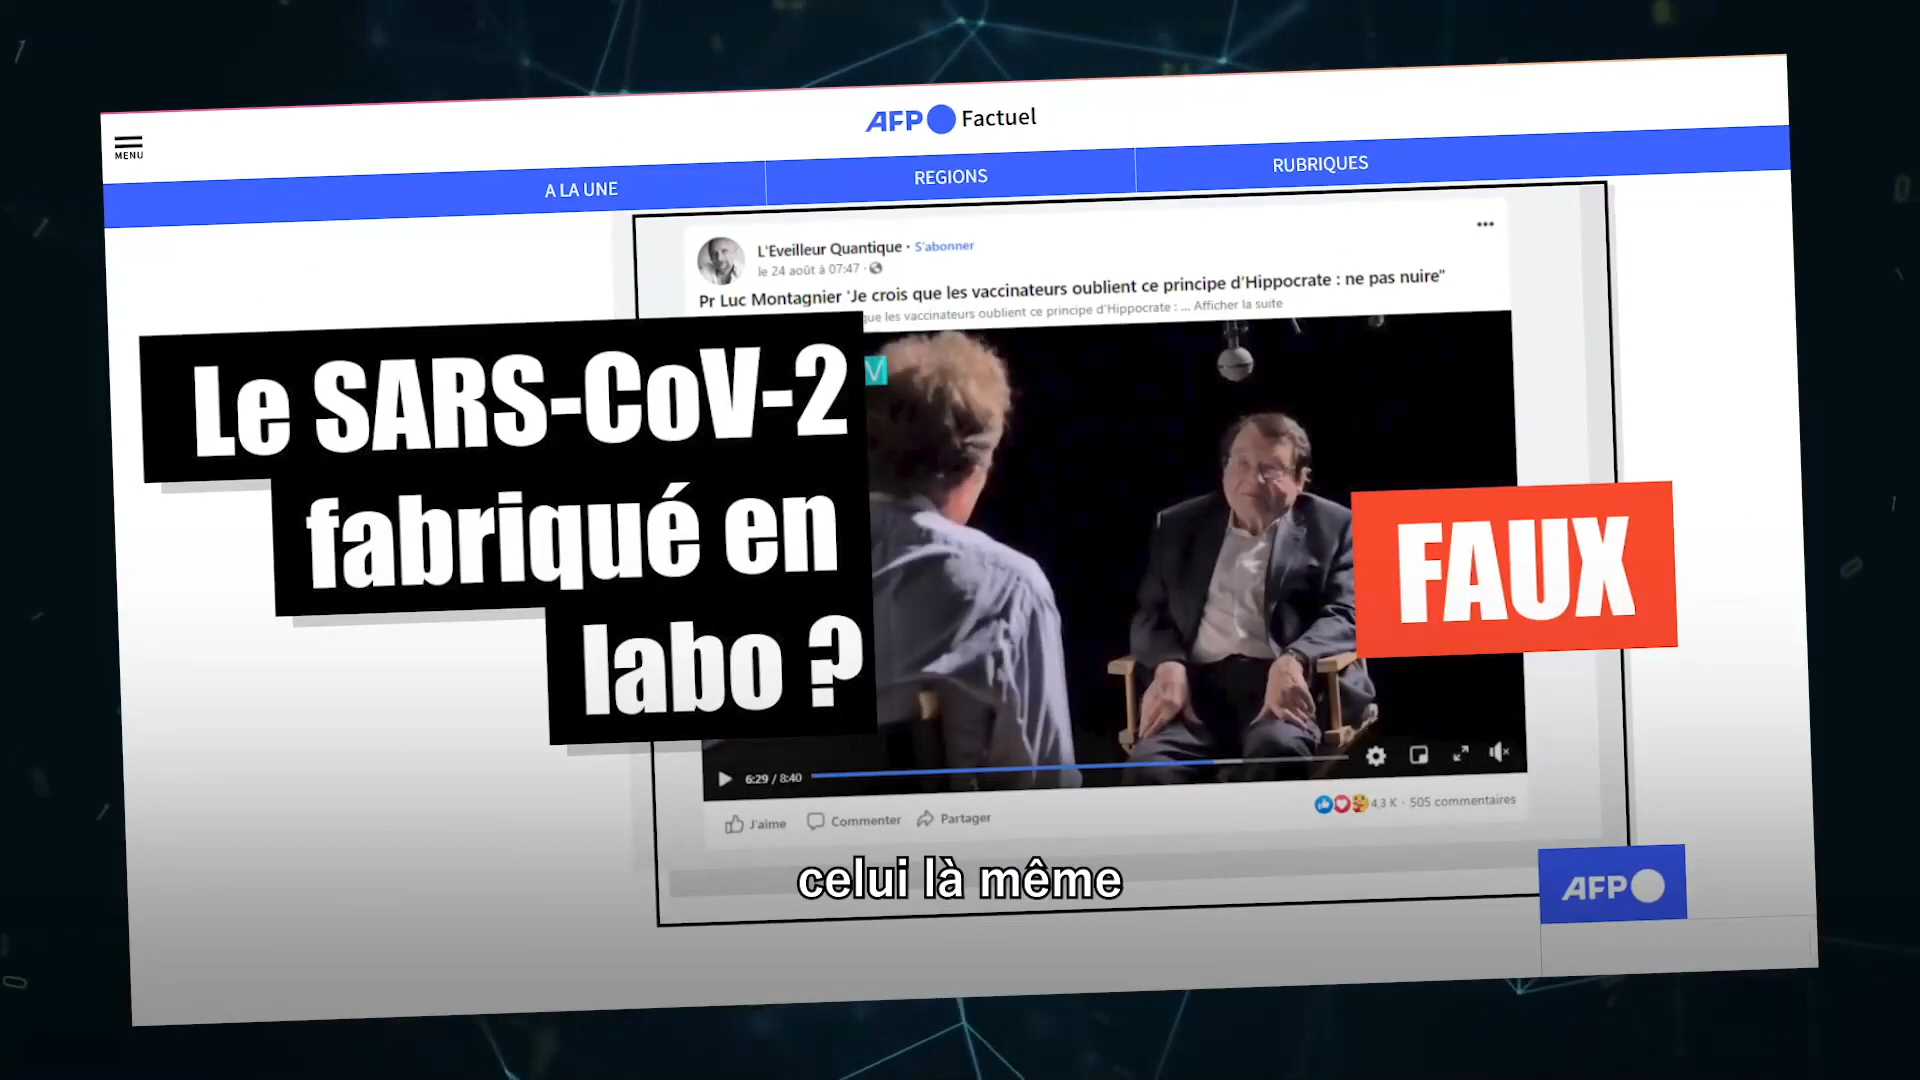 AFP Factuel
MENU
A LA UNE
REGIONS
RUBRIQUES
L'Eveilleur Quantique · S'abonner
le 24 août à 07:47 ·
Pr Luc Montagnier 'Je crois que les vaccinateurs oublient ce principe d'Hippocrate : ne pas nuire"
que les vaccinateurs oublient ce principe d'Hippocrate : ... Afficher la suite
V
Le SARS-CoV-2
fabriqué en
labo ?
FAUX
6:29 / 8:40
J'aime
Commenter
Partager
4,3 K · 505 commentaires
celui là même
AFP